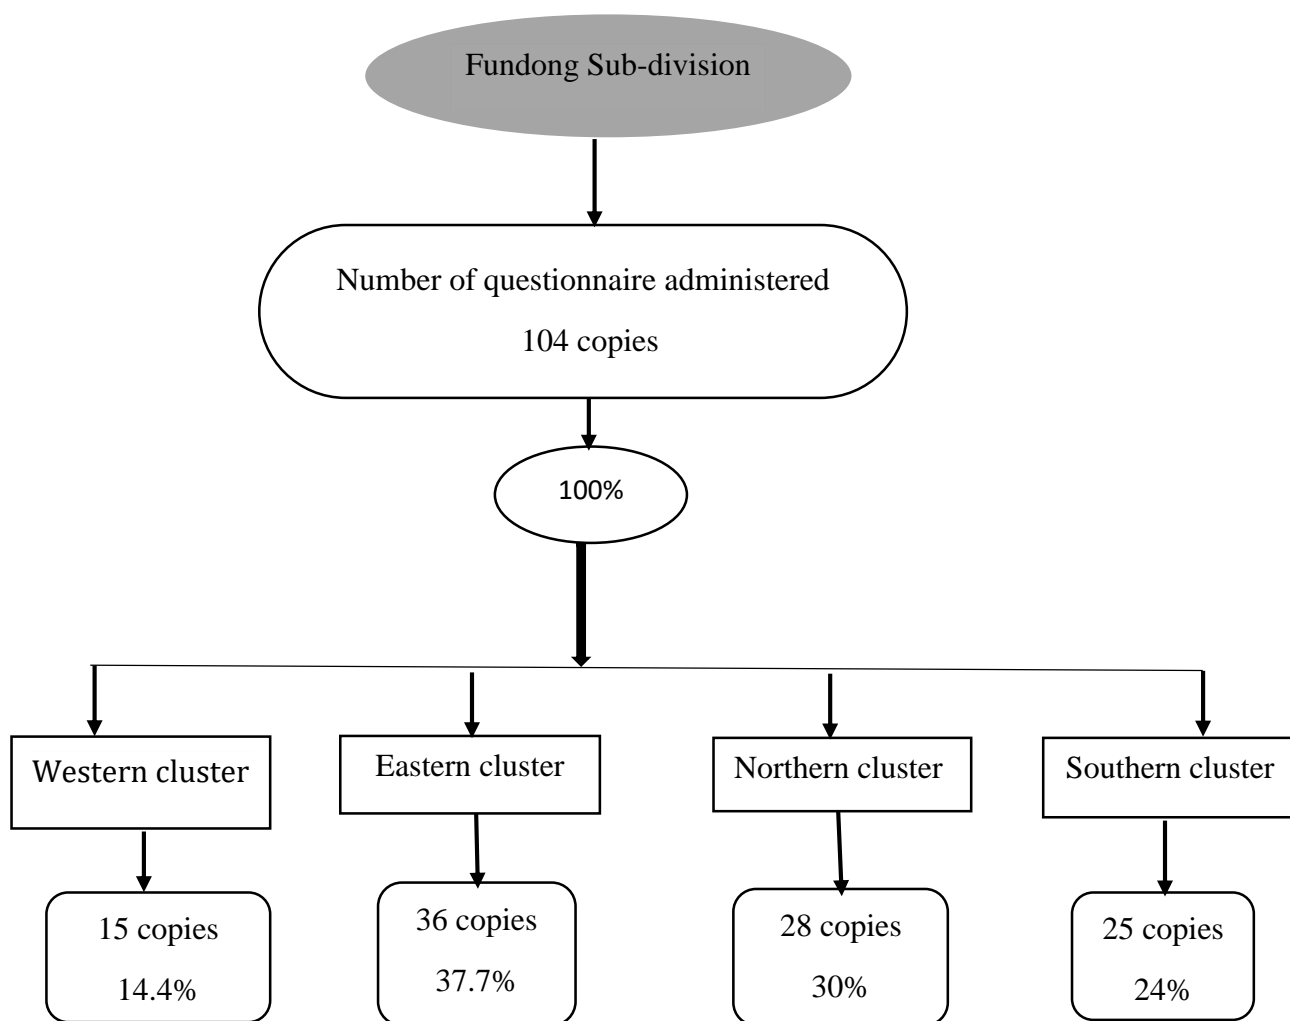 Fundong Sub-division
Number of questionnaire administered
104 copies
100%
Western cluster
Eastern cluster
Northern cluster
Southern cluster
15 copies
14.4%
36 copies
37.7%
28 copies
30%
25 copies
24%